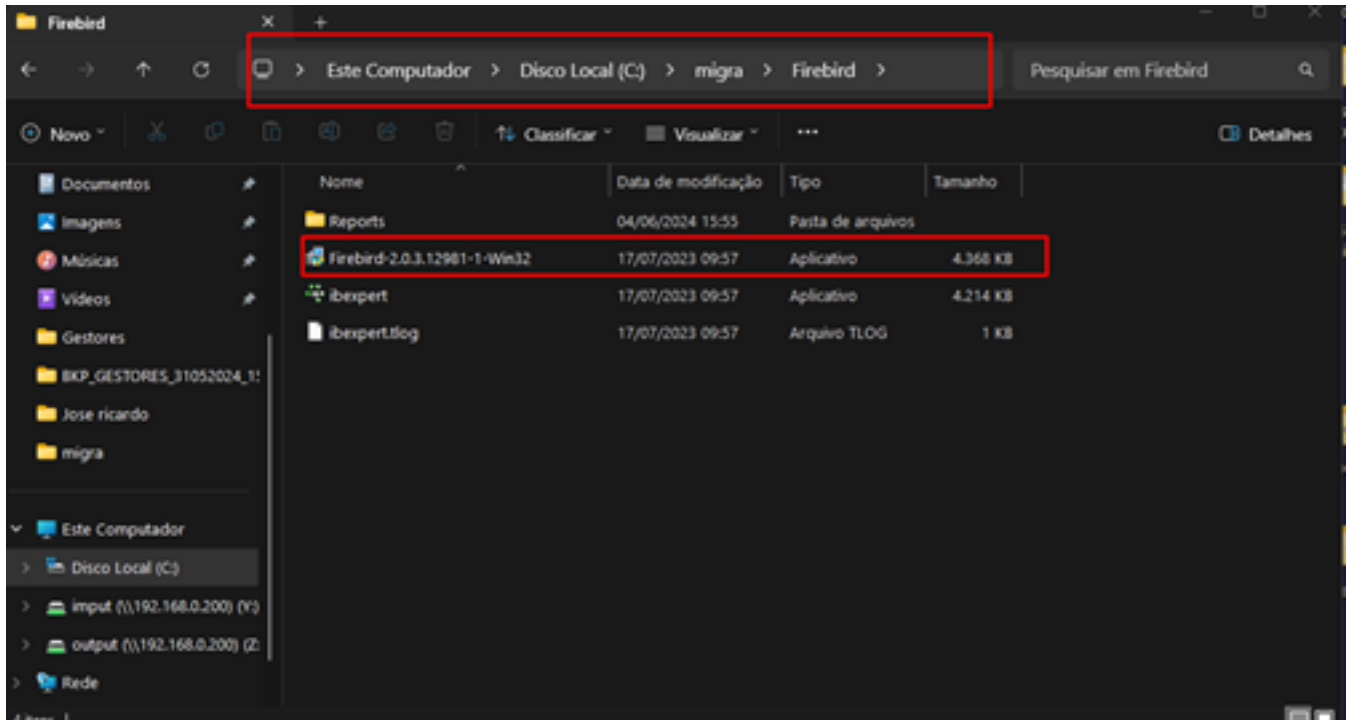 Firebird
Este Computador > Disco Local (C:) > migra > Firebird >
Pesquisar em Firebird
Novo
Classificar
Visualizar
...
Detalhes
Documentos
Imagens
Músicas
Vídeos
Gestores
BKP_GESTORES_31052024_1
Jose ricardo
migra
Este Computador
Disco Local (C:)
imput (\\192.168.0.200) (Y:)
output (\\192.168.0.200) (Z:
Rede
Nome Data de modificação Tipo Tamanho
Reports 04/06/2024 15:55 Pasta de arquivos
Firebird-2.0.3.12981-1-Win32 17/07/2023 09:57 Aplicativo 4.368 KB
ibexpert 17/07/2023 09:57 Aplicativo 4.214 KB
ibexpert.tlog 17/07/2023 09:57 Arquivo TLOG 1 KB